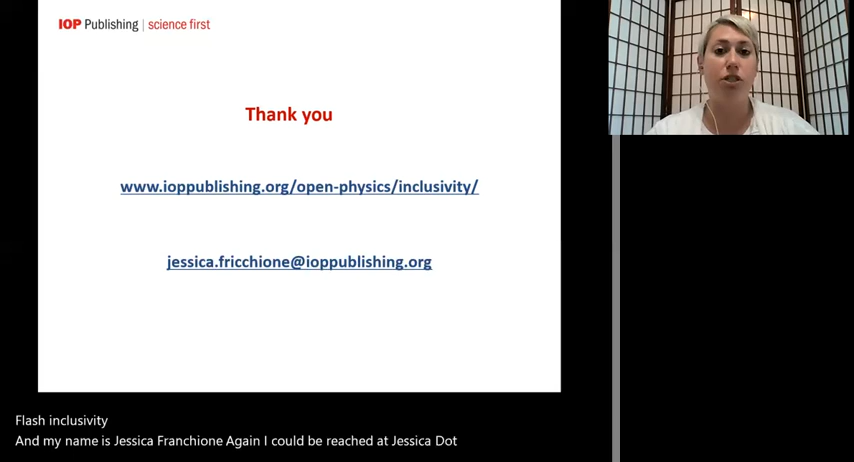 IOP Publishing | science first
Thank you
www.ioppublishing.org/open-physics/inclusivity/
jessica.fricchione@ioppublishing.org
Flash inclusivity
And my name is Jessica Franchione Again I could be reached at Jessica Dot